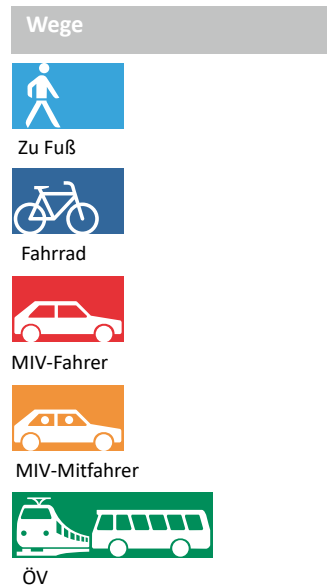 Wege
Zu Fuß
Fahrrad
MIV-Fahrer
MIV-Mitfahrer
ÖV